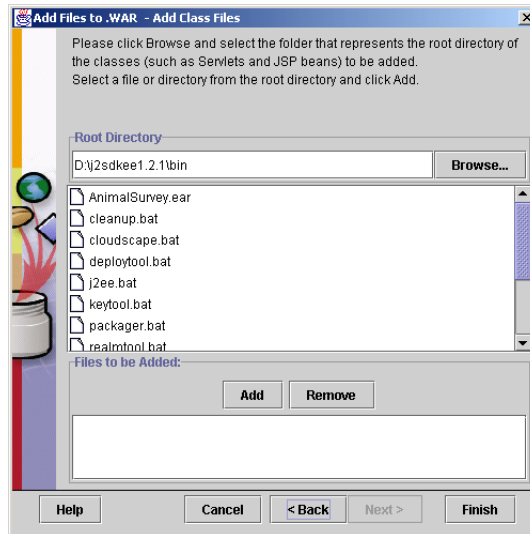 Add Files to .WAR - Add Class Files
Please click Browse and select the folder that represents the root directory of
the classes (such as Servlets and JSP beans) to be added.
Select a file or directory from the root directory and click Add.
Root Directory
D:\j2sdkee1.2.1\bin
Browse...
AnimalSurvey.ear
cleanup.bat
cloudscape.bat
deploytool.bat
j2ee.bat
keytool.bat
packager.bat
realmtool.bat
Files to be Added:
Add Remove
Help Cancel < Back Next > Finish